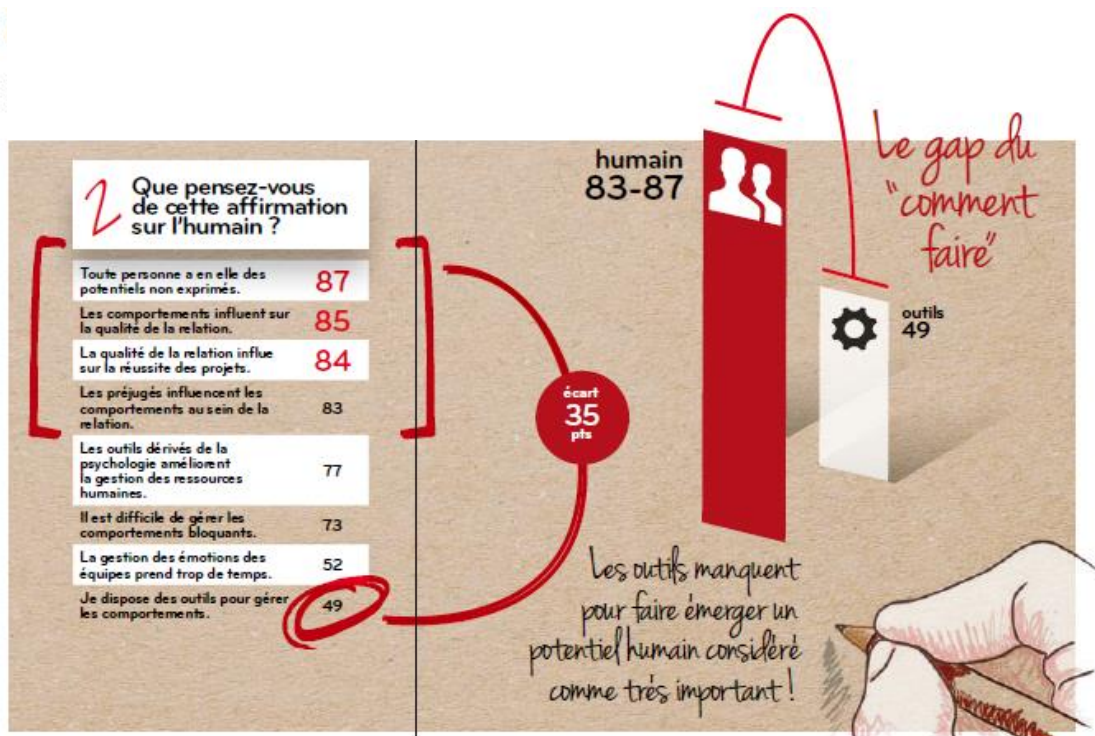 2
Que pensez-vous
de cette affirmation
sur l'humain ?
Toute personne a en elle des
potentiels non exprimés.
87
Les comportements influent sur
la qualité de la relation.
85
La qualité de la relation influe
sur la réussite des projets.
84
Les préjugés influencent les
comportements au sein de la
relation.
83
Les outils dérivés de la
psychologie améliorent
la gestion des ressources
humaines.
77
Il est difficile de gérer les
comportements bloquants.
73
La gestion des émotions des
équipes prend trop de temps.
52
Je dispose des outils pour gérer
les comportements.
49
écart
35
pts
humain
83-87
Le gap du
"comment
faire"
outils
49
Les outils manquent
pour faire émerger un
potentiel humain considéré
comme trés important !